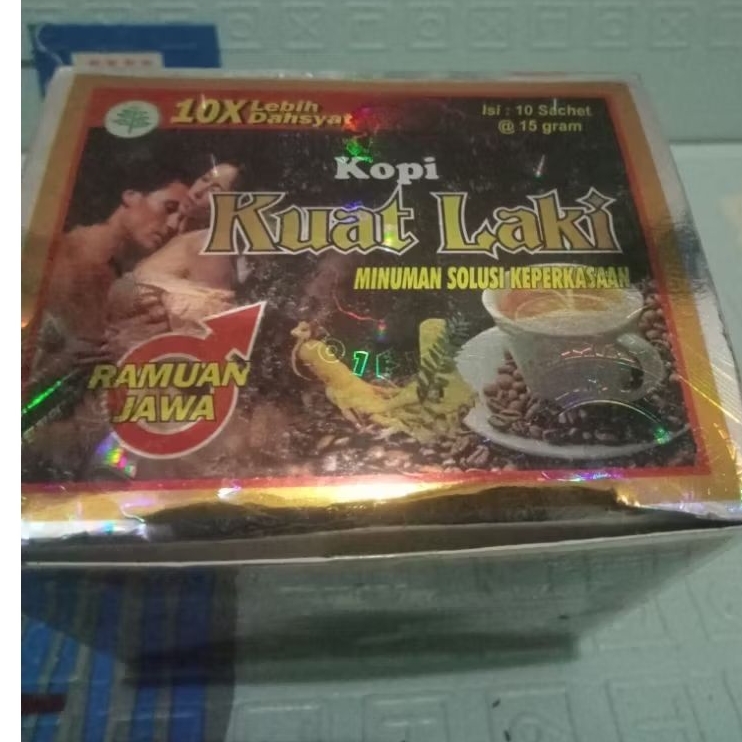 10X Lebih
Dahsyat
Isi : 10 Sachet
@ 15 gram
Kopi
Kuat Laki
MINUMAN SOLUSI KEPERKASAAN
RAMUAN
JAWA